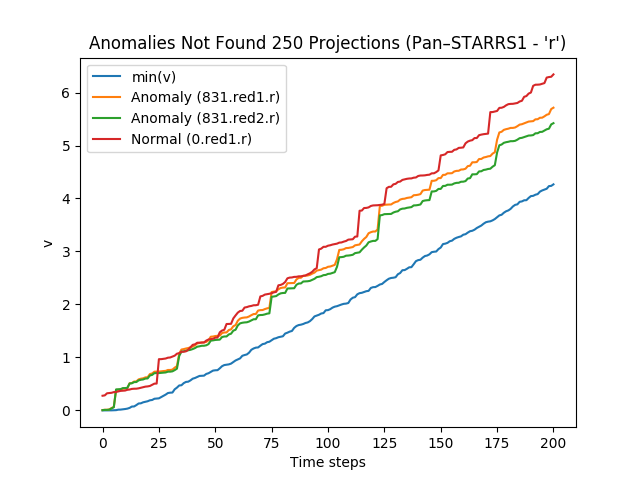 Anomalies Not Found 250 Projections (Pan–STARRS1 - 'r')
min(v)
Anomaly (831.red1.r)
Anomaly (831.red2.r)
Normal (0.red1.r)
6
5
4
3
2
1
0
v
0 25 50 75 100 125 150 175 200
Time steps